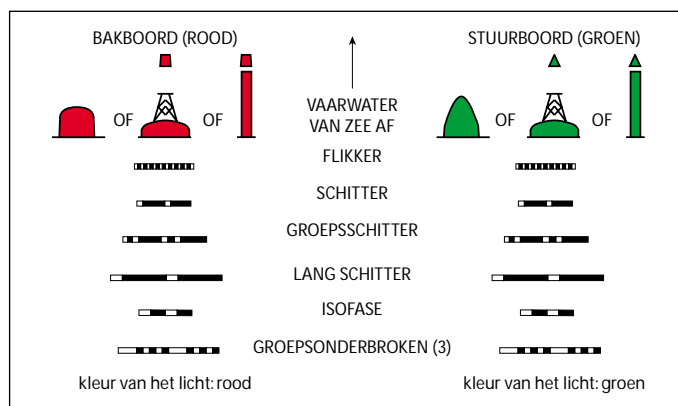 BAKBOORD (ROOD)
STUURBOORD (GROEN)
OF OF
VAARWATER
VAN ZEE AF
OF OF
FLIKKER
SCHITTER
GROEPSSCHITTER
LANG SCHITTER
ISOFASE
GROEPSONDERBROKEN (3)
kleur van het licht: rood
kleur van het licht: groen